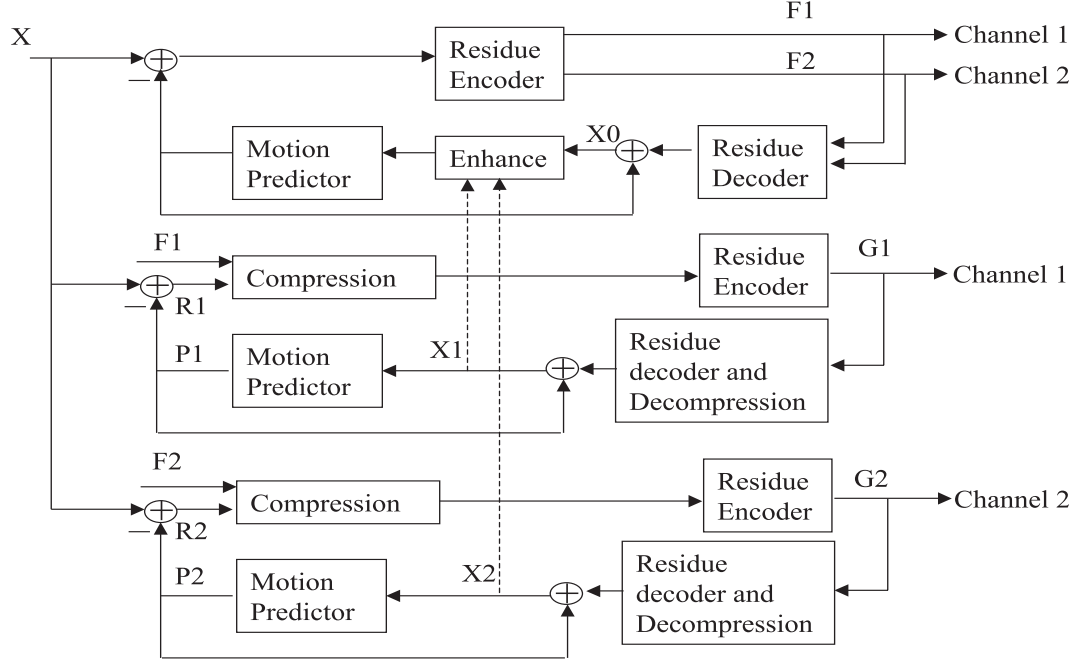 F1
X
Residue
Encoder
Channel 1
F2
Channel 2
Motion
Predictor
Enhance
X0
Residue
Decoder
F1
Compression
Residue
Encoder
G1
Channel 1
R1
P1
Motion
Predictor
X1
Residue
decoder and
Decompression
F2
Compression
Residue
Encoder
G2
Channel 2
R2
P2
Motion
Predictor
X2
Residue
decoder and
Decompression